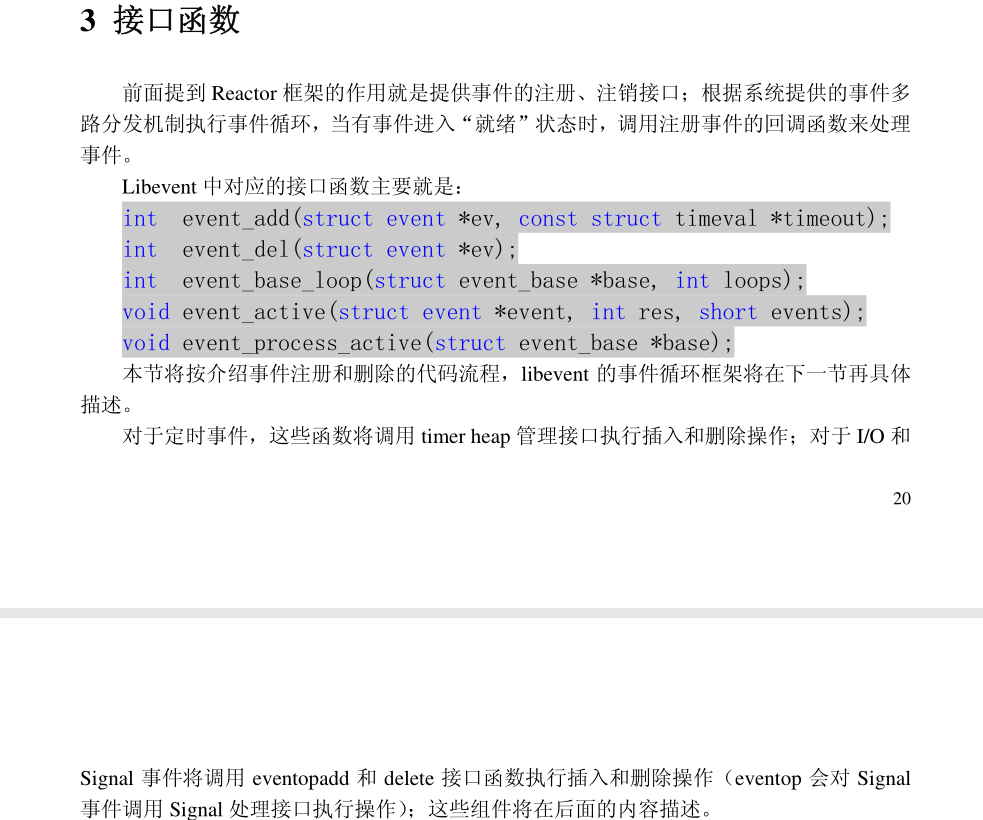 3 接口函数
前面提到 Reactor 框架的作用就是提供事件的注册、注销接口；根据系统提供的事件多
路分发机制执行事件循环，当有事件进入“就绪”状态时，调用注册事件的回调函数来处理
事件。
Libevent 中对应的接口函数主要就是：
int  event_add(struct event *ev, const struct timeval *timeout);
int  event_del(struct event *ev);
int  event_base_loop(struct event_base *base, int loops);
void event_active(struct event *event, int res, short events);
void event_process_active(struct event_base *base);
本节将按介绍事件注册和删除的代码流程，libevent 的事件循环框架将在下一节再具体
描述。
对于定时事件，这些函数将调用 timer heap 管理接口执行插入和删除操作；对于 I/O 和
20
Signal 事件将调用 eventopadd 和 delete 接口函数执行插入和删除操作（eventop 会对 Signal
事件调用 Signal 处理接口执行操作）；这些组件将在后面的内容描述。